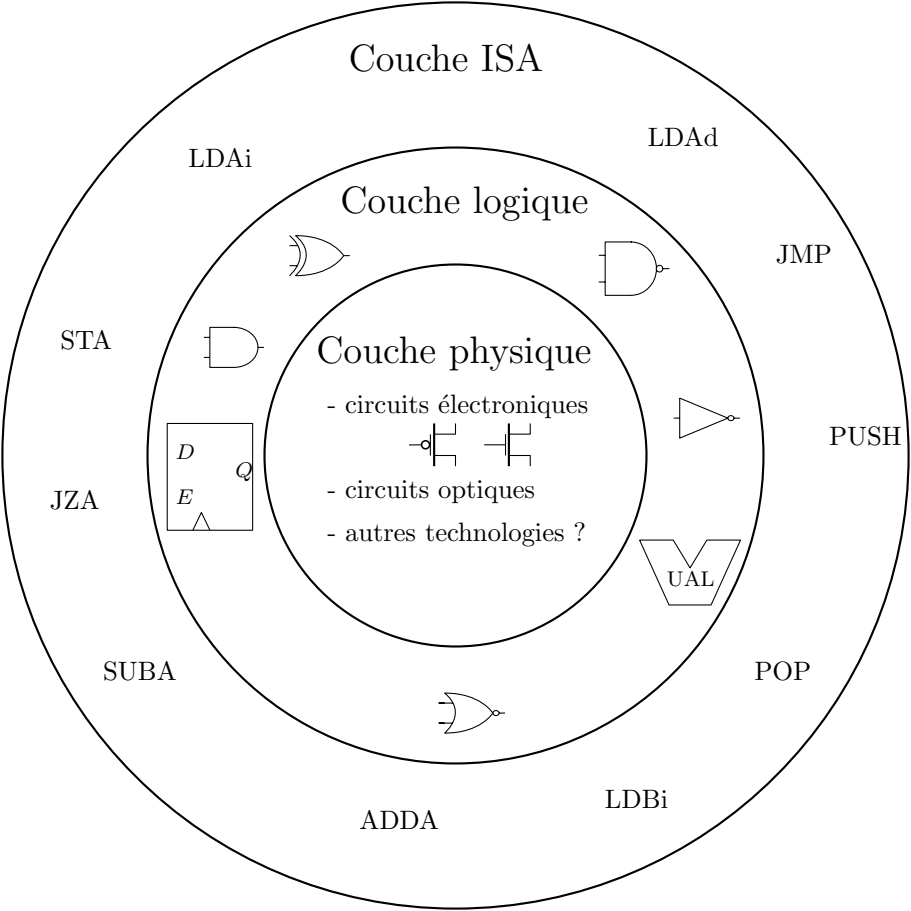 Couche ISA
LDAd
LDAi
Couche logique
JMP
STA
Couche physique
- circuits électroniques
PUSH
D
Q
E
JZA
- circuits optiques
- autres technologies ?
UAL
SUBA
POP
LDBi
ADDA